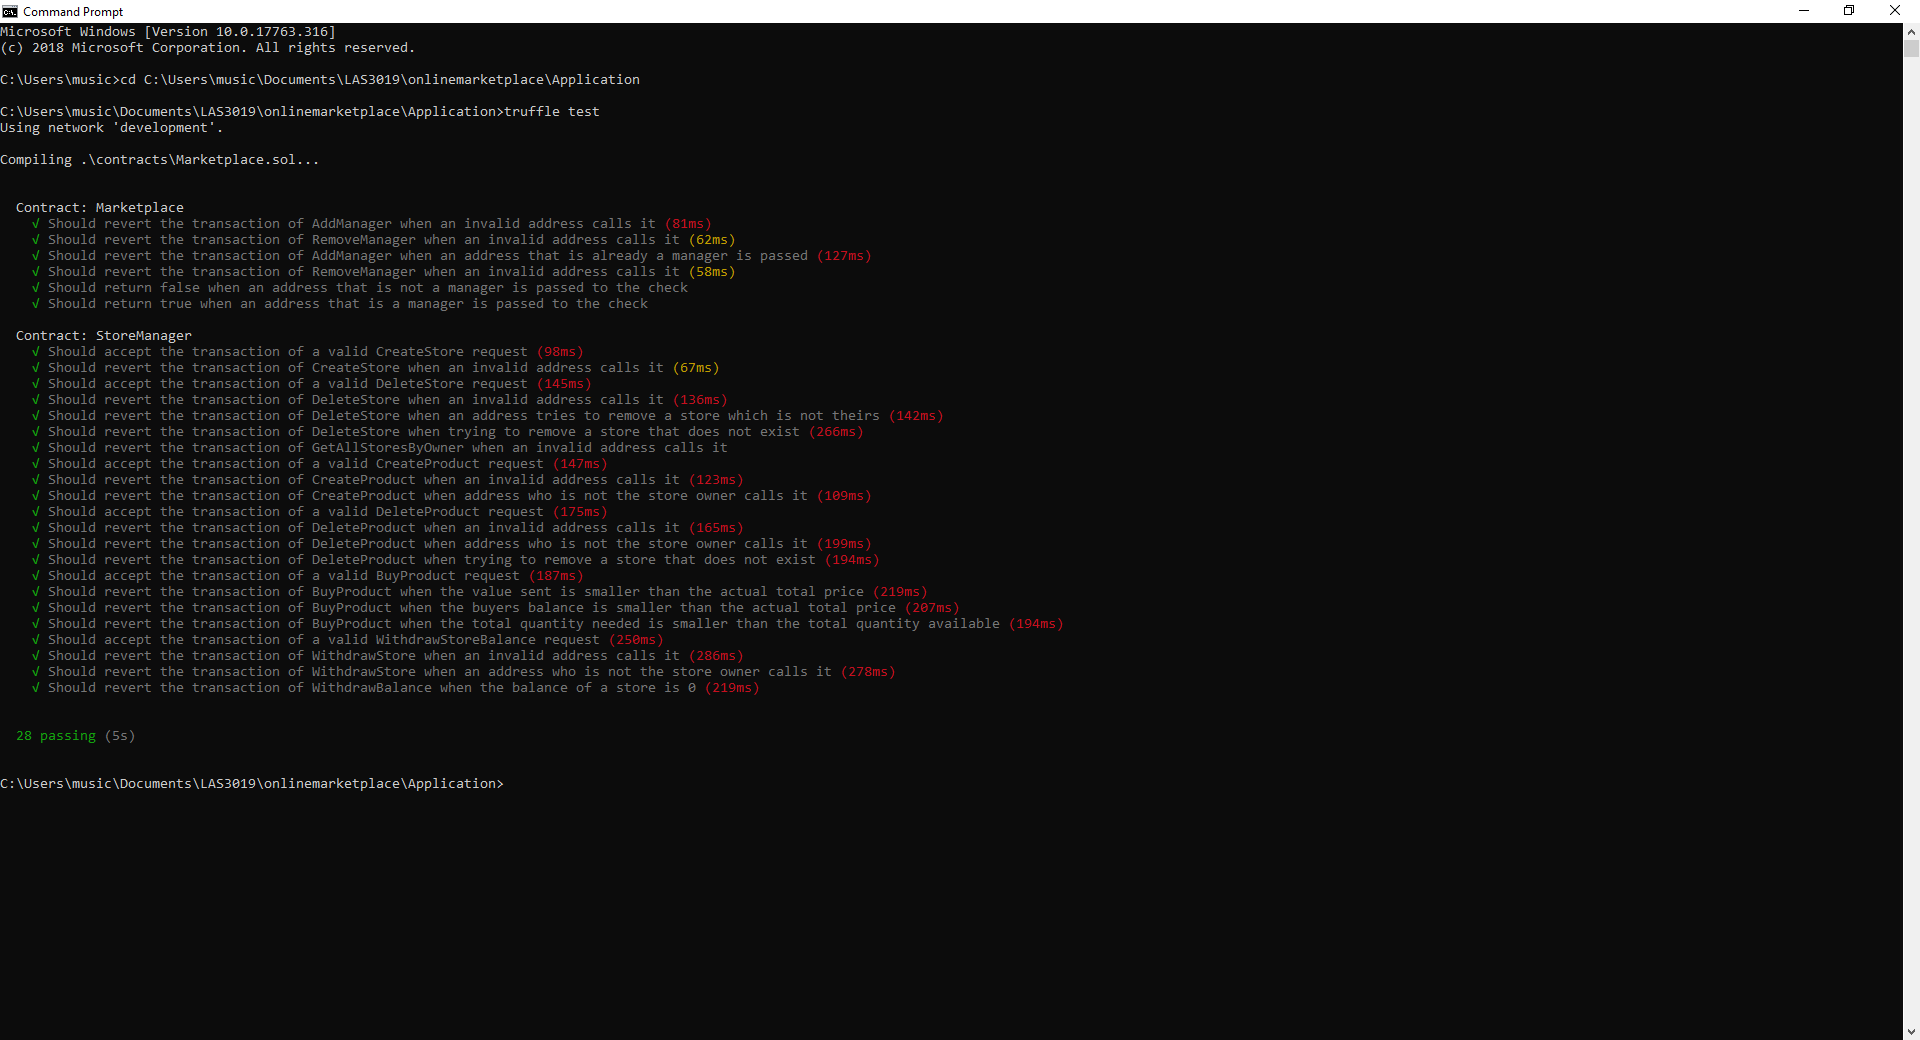 Command Prompt
Microsoft Windows [Version 10.0.17763.316]
(c) 2018 Microsoft Corporation. All rights reserved.
C:\Users\music>cd C:\Users\music\Documents\LAS3019\onlinemarketplace\Application
C:\Users\music\Documents\LAS3019\onlinemarketplace\Application>truffle test
Using network 'development'.
Compiling .\contracts\Marketplace.sol...
Contract: Marketplace
√ Should revert the transaction of AddManager when an invalid address calls it (81ms)
√ Should revert the transaction of RemoveManager when an invalid address calls it (62ms)
√ Should revert the transaction of AddManager when an address that is already a manager is passed (127ms)
√ Should revert the transaction of RemoveManager when an invalid address calls it (58ms)
√ Should return false when an address that is not a manager is passed to the check
√ Should return true when an address that is a manager is passed to the check
Contract: StoreManager
√ Should accept the transaction of a valid CreateStore request (98ms)
√ Should revert the transaction of CreateStore when an invalid address calls it (67ms)
√ Should accept the transaction of a valid DeleteStore request (145ms)
√ Should revert the transaction of DeleteStore when an invalid address calls it (136ms)
√ Should revert the transaction of DeleteStore when an address tries to remove a store which is not theirs (142ms)
√ Should revert the transaction of DeleteStore when trying to remove a store that does not exist (266ms)
√ Should revert the transaction of GetAllStoresByOwner when an invalid address calls it
√ Should accept the transaction of a valid CreateProduct request (147ms)
√ Should revert the transaction of CreateProduct when an invalid address calls it (123ms)
√ Should revert the transaction of CreateProduct when address who is not the store owner calls it (109ms)
√ Should accept the transaction of a valid DeleteProduct request (175ms)
√ Should revert the transaction of DeleteProduct when an invalid address calls it (165ms)
√ Should revert the transaction of DeleteProduct when address who is not the store owner calls it (199ms)
√ Should revert the transaction of DeleteProduct when trying to remove a store that does not exist (194ms)
√ Should accept the transaction of a valid BuyProduct request (187ms)
√ Should revert the transaction of BuyProduct when the value sent is smaller than the actual total price (219ms)
√ Should revert the transaction of BuyProduct when the buyers balance is smaller than the actual total price (207ms)
√ Should revert the transaction of BuyProduct when the total quantity needed is smaller than the total quantity available (194ms)
√ Should accept the transaction of a valid WithdrawStoreBalance request (250ms)
√ Should revert the transaction of WithdrawStore when an invalid address calls it (286ms)
√ Should revert the transaction of WithdrawStore when an address who is not the store owner calls it (278ms)
√ Should revert the transaction of WithdrawBalance when the balance of a store is 0 (219ms)
28 passing (5s)
C:\Users\music\Documents\LAS3019\onlinemarketplace\Application>